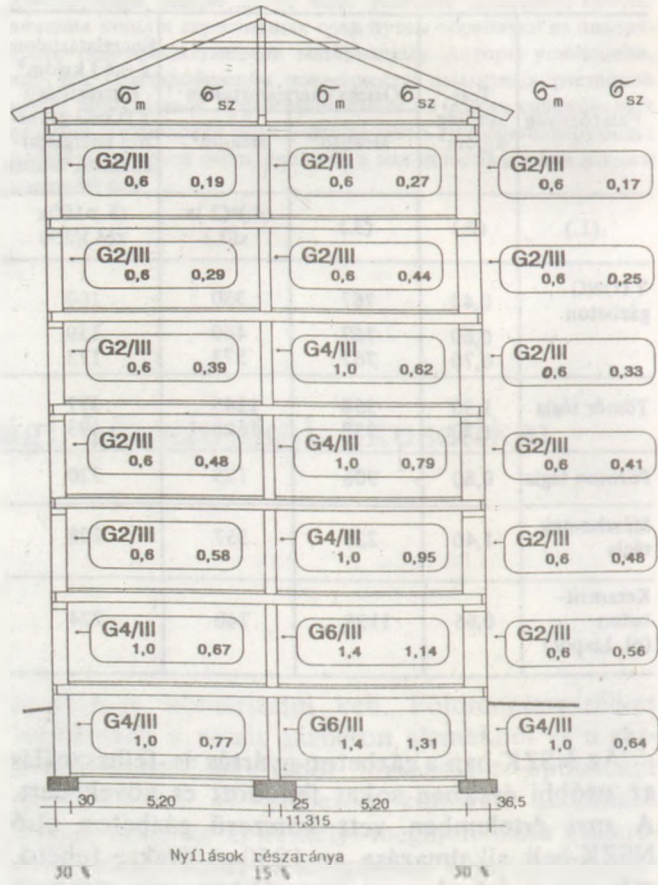 σm σsz σm σsz σm σsz
G2/III G2/III G2/III
0,6 0,19 0,6 0,27 0,6 0,17
G2/III G2/III G2/III
0,6 0,29 0,6 0,44 0,6 0,25
G2/III G4/III G2/III
0,6 0,39 1,0 0,62 0,6 0,33
G2/III G4/III G2/III
0,6 0,48 1,0 0,79 0,6 0,41
G2/III G4/III G2/III
0,6 0,58 1,0 0,95 0,6 0,48
G4/III G6/III G2/III
1,0 0,67 1,4 1,14 0,6 0,56
G4/III G6/III G4/III
1,0 0,77 1,4 1,31 1,0 0,64
30 5,20 25 5,20 36,5
11,315
Nyílások részaránya
30 % 15 % 30 %